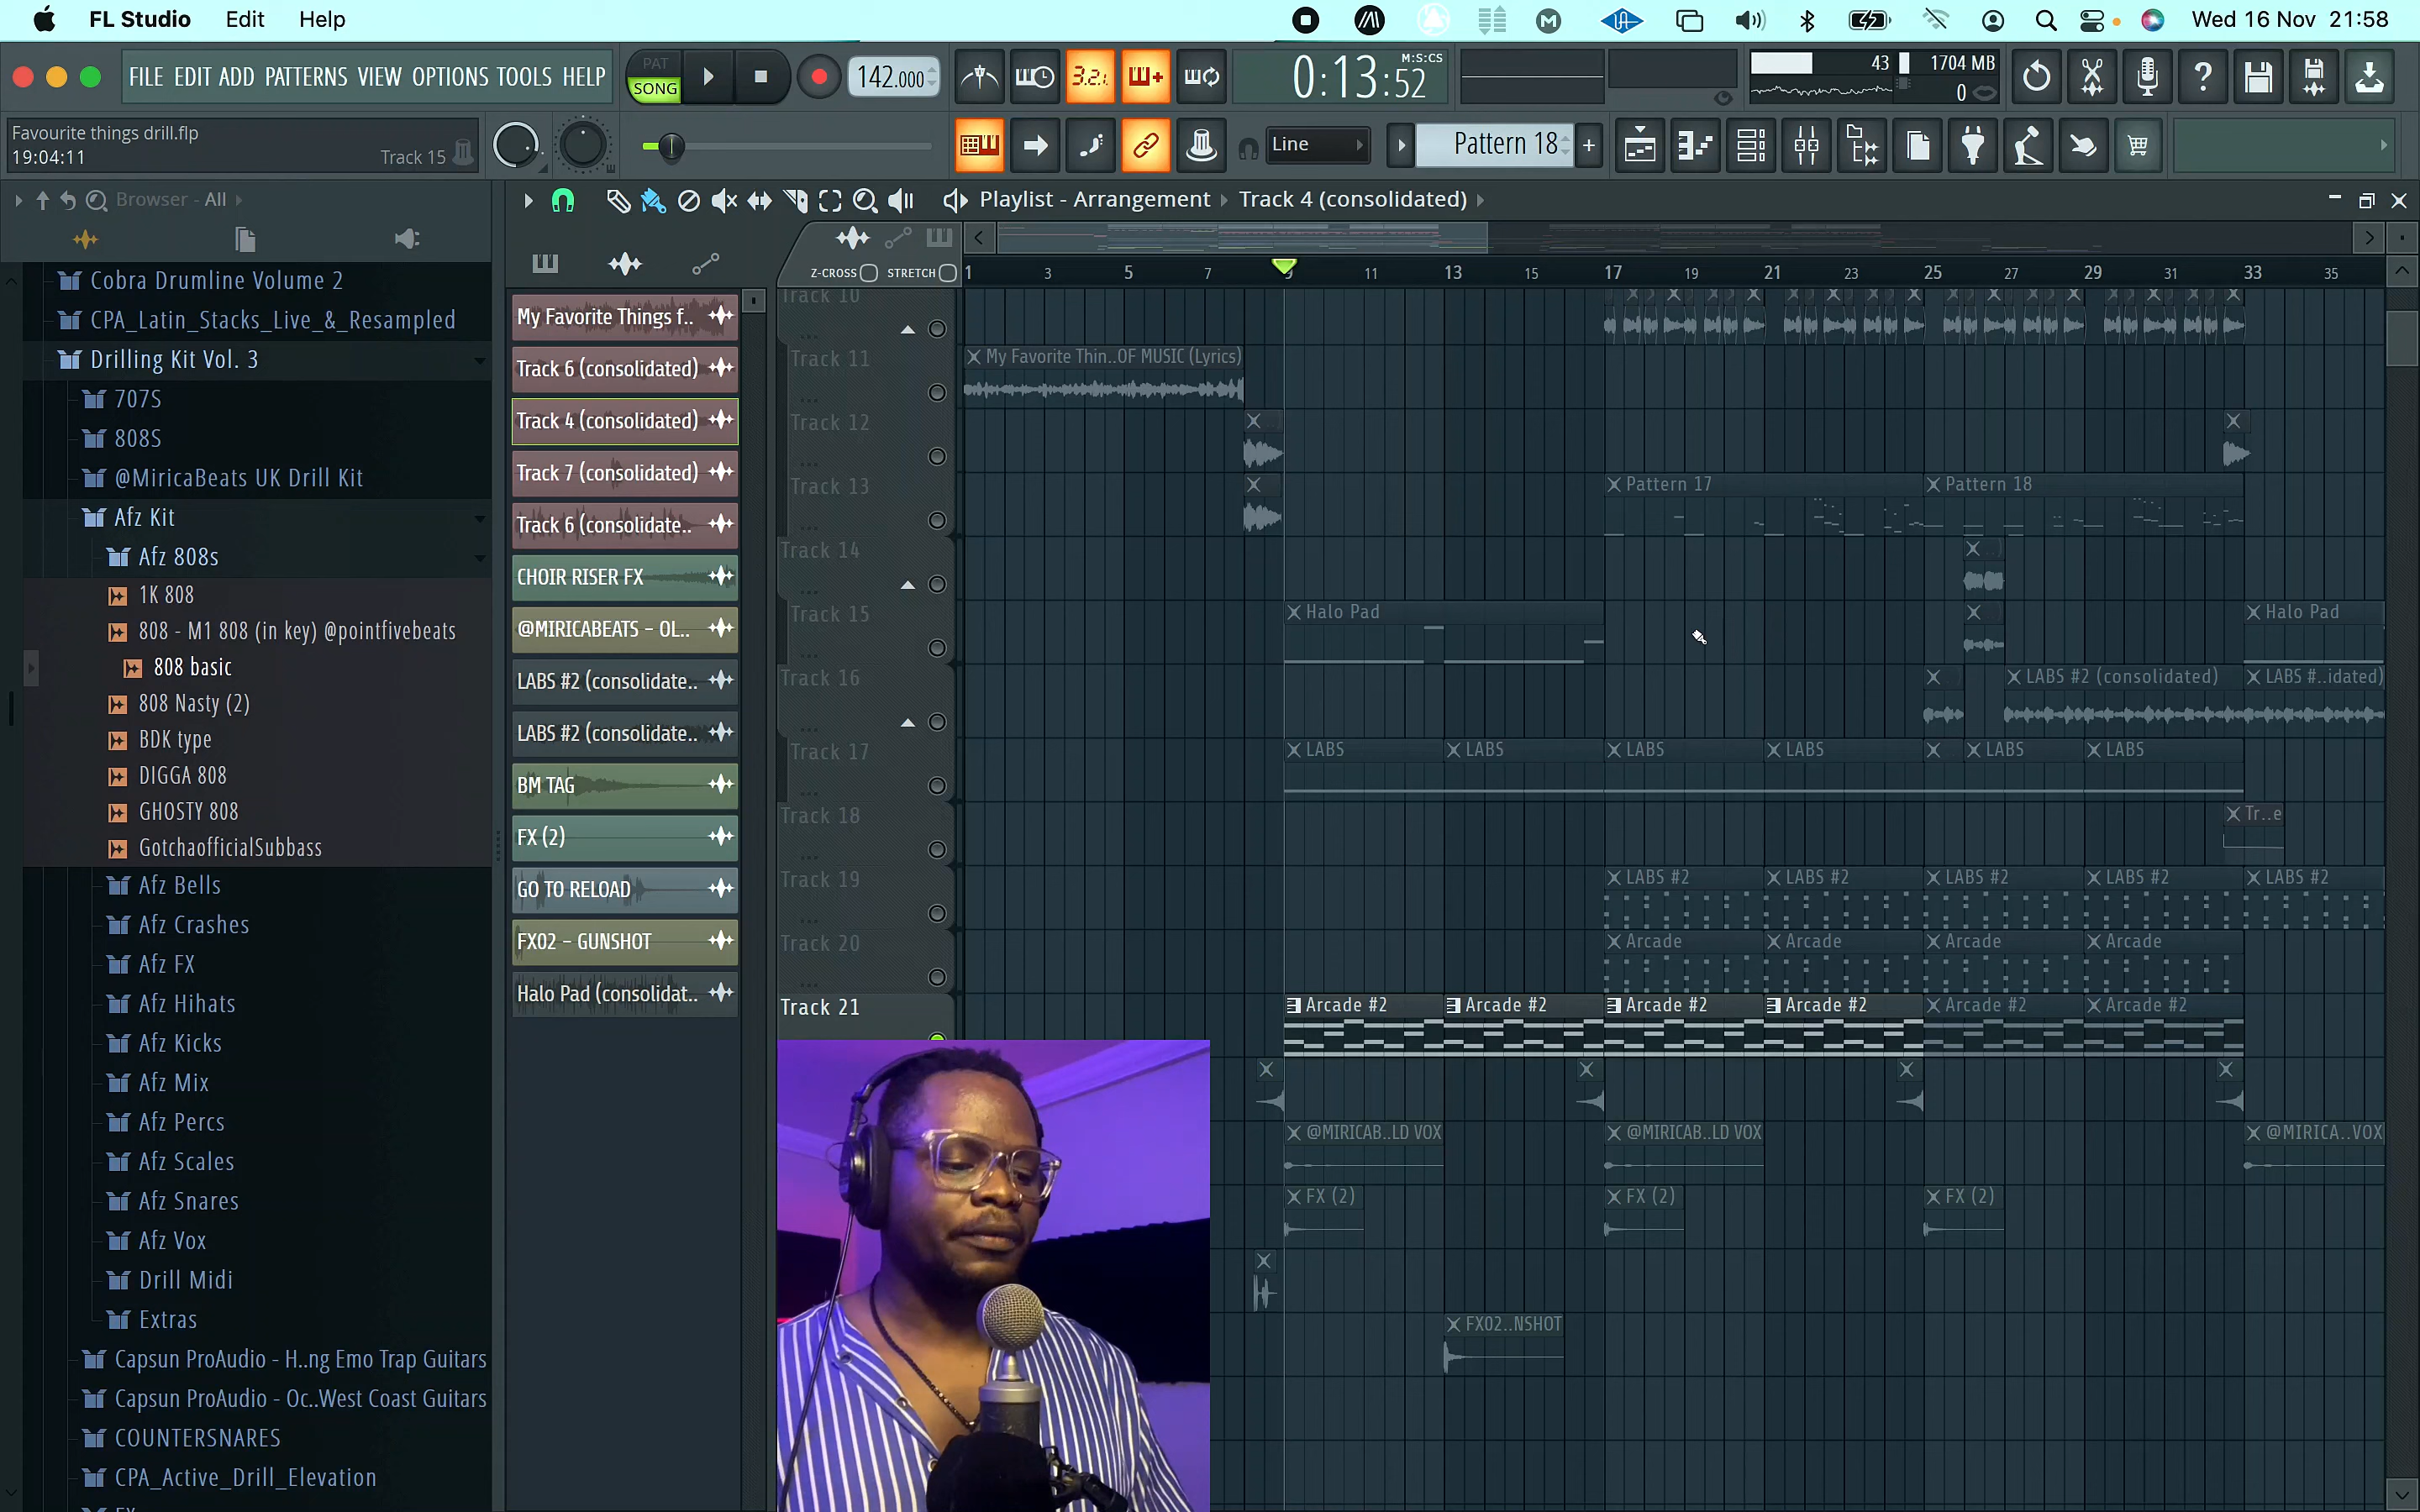 FL Studio Edit Help Wed 16 Nov 21:58
FILE EDIT ADD PATTERNS VIEW OPTIONS TOOLS HELP
PAT
SONG
142.000
3.2.
0:13:52
M:S:CS
43 1704 MB
0
Favourite things drill.flp
19:04:11 Track 15
Line
Pattern 18
Browser - All
Playlist - Arrangement Track 4 (consolidated)
Z-CROSS STRETCH
1 3 5 7 9 11 13 15 17 19 21 23 25 27 29 31 33 35
Cobra Drumline Volume 2
CPA_Latin_Stacks_Live_&_Resampled
Drilling Kit Vol. 3
707S
808S
@MiricaBeats UK Drill Kit
Afz Kit
Afz 808s
1K 808
808 - M1 808 (in key) @pointfivebeats
808 basic
808 Nasty (2)
BDK type
DIGGA 808
GHOSTY 808
GotchaofficialSubbass
Afz Bells
Afz Crashes
Afz FX
Afz Hihats
Afz Kicks
Afz Mix
Afz Percs
Afz Scales
Afz Snares
Afz Vox
Drill Midi
Extras
Capsun ProAudio - H..ng Emo Trap Guitars
Capsun ProAudio - Oc..West Coast Guitars
COUNTERSNARES
CPA_Active_Drill_Elevation
My Favorite Things f..
Track 6 (consolidated)
Track 4 (consolidated)
Track 7 (consolidated)
Track 6 (consolidate..
CHOIR RISER FX
@MIRICABEATS - OL..
LABS #2 (consolidate..
LABS #2 (consolidate..
BM TAG
FX (2)
GO TO RELOAD
FX02 - GUNSHOT
Halo Pad (consolidat..
Track 10
Track 11 My Favorite Thin..OF MUSIC (Lyrics)
Track 12
Track 13 Pattern 17 Pattern 18
Track 14
Track 15 Halo Pad Halo Pad
Track 16 LABS #2 (consolidated) LABS #..idated)
Track 17 LABS LABS LABS LABS LABS LABS
Track 18 Tr..e
Track 19 LABS #2 LABS #2 LABS #2 LABS #2 LABS #2
Track 20 Arcade Arcade Arcade Arcade
Track 21 Arcade #2 Arcade #2 Arcade #2 Arcade #2 Arcade #2 Arcade #2
@MIRICAB..LD VOX @MIRICAB..LD VOX @MIRICA..VOX
FX (2) FX (2) FX (2)
FX02..NSHOT